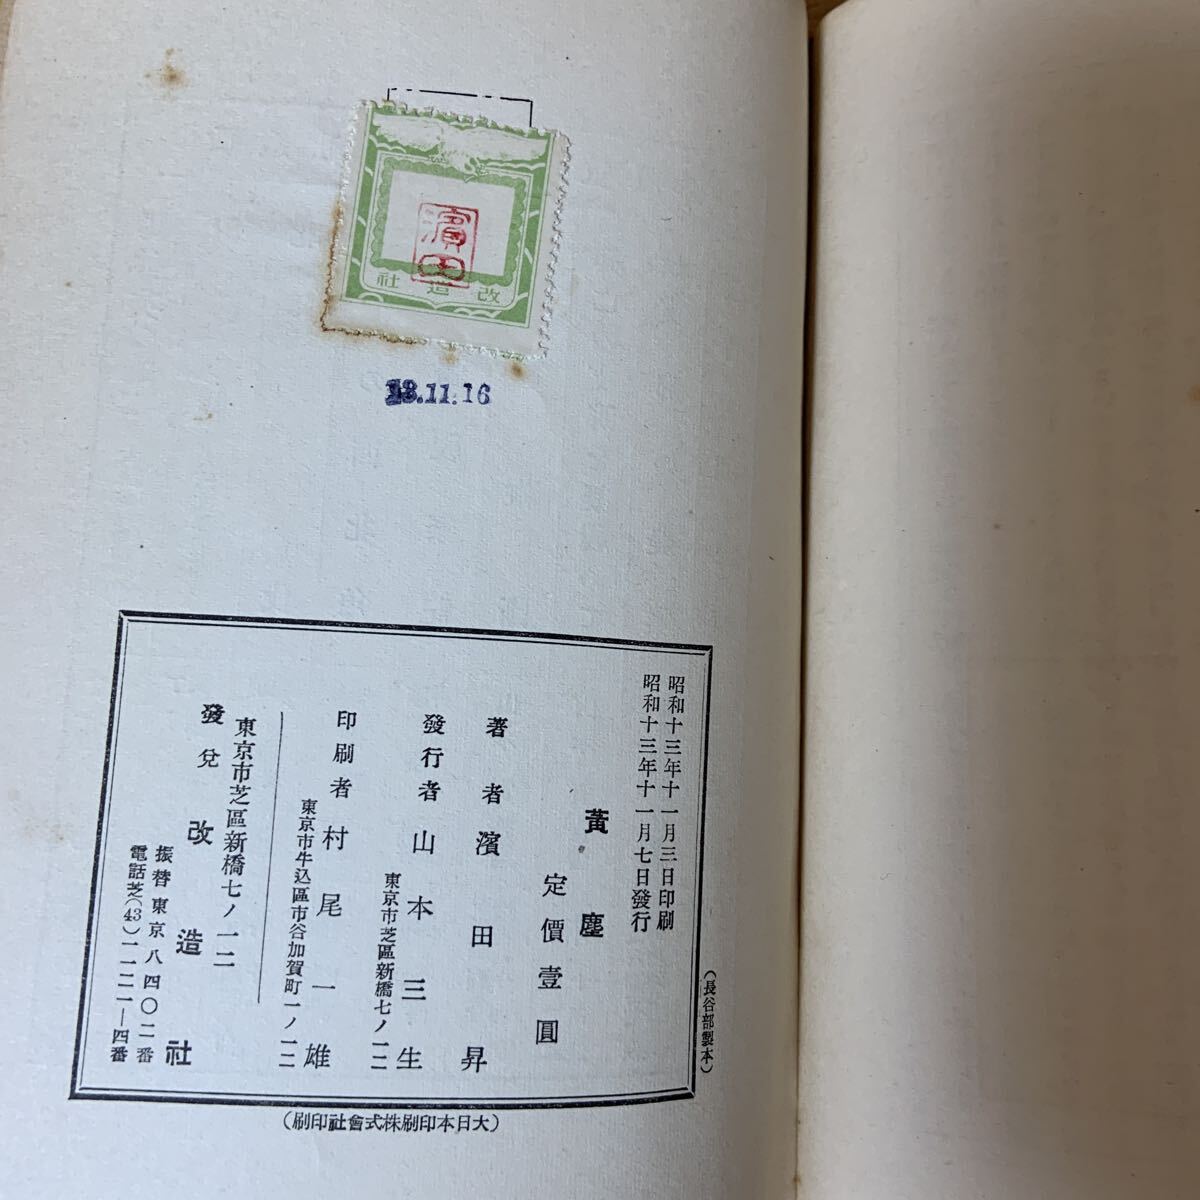 濱田
改造社
13.11.16
昭和十三年十一月三日印刷
昭和十三年十一月七日發行
黃塵
定價壹圓
著者 濱田昇
發行者 山本三生
東京市芝區新橋七ノ一二
印刷者 村尾一雄
東京市牛込區市谷加賀町一ノ一二
東京市芝區新橋七ノ一二
發兌 改造社
振替東京八四〇二番
電話芝(43)一一二一—四番
(長谷部製本)
(大日本印刷株式會社印刷)